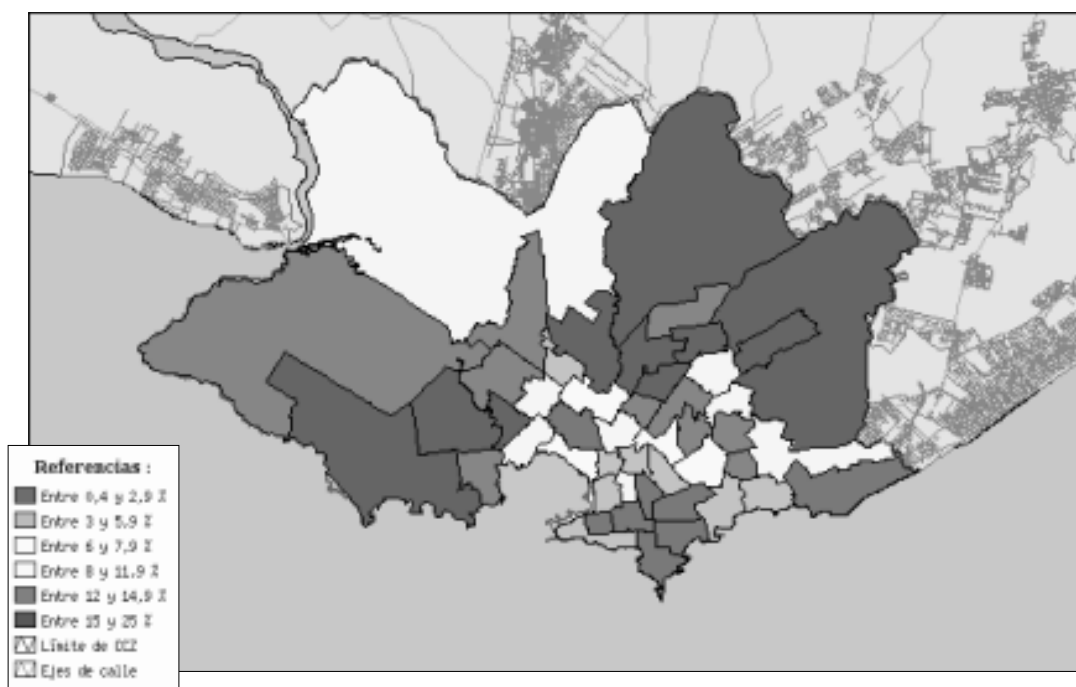 Referencias :
Entre 0,4 y 2,9 %
Entre 3 y 5,9 %
Entre 6 y 7,9 %
Entre 8 y 11,9 %
Entre 12 y 14,9 %
Entre 15 y 25 %
Límite de CCZ
Ejes de calle